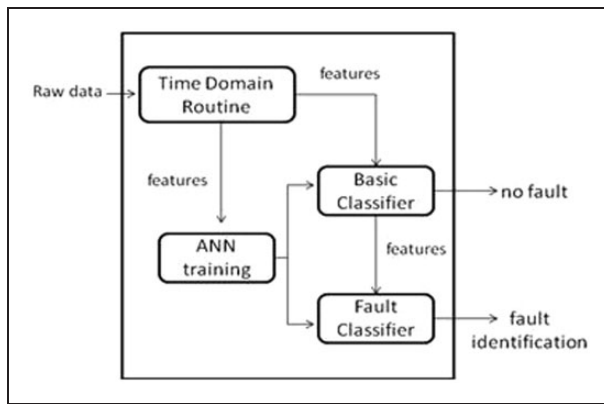 features
Raw data
Time Domain
Routine
features
Basic
Classifier
no fault
ANN
training
features
Fault
Classifier
fault
identification